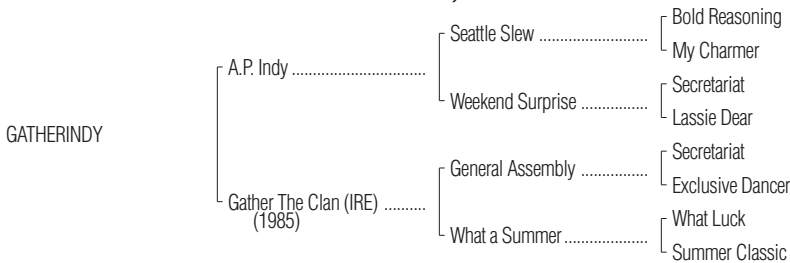 Bold Reasoning
Seattle Slew ..........................
My Charmer
A.P. Indy ................................
Secretariat
Weekend Surprise ................
Lassie Dear
GATHERINDY
Secretariat
General Assembly ................
Exclusive Dancer
Gather The Clan (IRE) ..........
(1985)
What Luck
What a Summer....................
Summer Classic